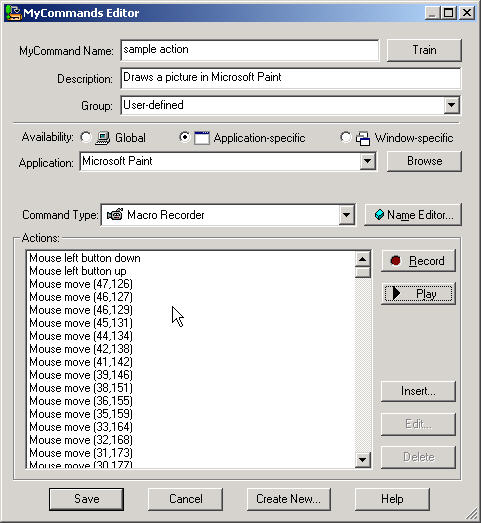 MyCommands Editor
MyCommand Name: sample action Train
Description: Draws a picture in Microsoft Paint
Group: User-defined
Availability: Global Application-specific Window-specific
Application: Microsoft Paint Browse
Command Type: Macro Recorder Name Editor...
Actions:
Mouse left button down
Mouse left button up
Mouse move (47,126)
Mouse move (46,127)
Mouse move (46,129)
Mouse move (45,131)
Mouse move (44,134)
Mouse move (42,138)
Mouse move (41,142)
Mouse move (39,146)
Mouse move (38,151)
Mouse move (36,155)
Mouse move (35,159)
Mouse move (33,164)
Mouse move (32,168)
Mouse move (31,173)
Mouse move (30,177)
Record
Play
Insert...
Edit...
Delete
Save Cancel Create New... Help